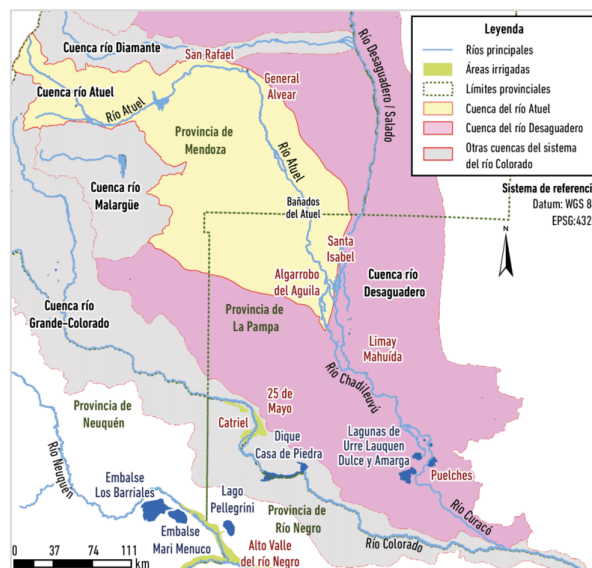 Leyenda
Ríos principales
Áreas irrigadas
Límites provinciales
Cuenca del río Atuel
Cuenca del río Desaguadero
Otras cuencas del sistema
del río Colorado
Sistema de referenci
Datum: WGS 8
EPSG:432
N
Cuenca río Diamante
San Rafael
General
Alvear
Río Desaguadero / Salado
Cuenca río Atuel
Río Atuel
Provincia de
Mendoza
Río Atuel
Cuenca río
Malargüe
Bañados
del Atuel
Santa
Isabel
Algarrobo
del Aguila
Cuenca río
Desaguadero
Cuenca río
Grande-Colorado
Provincia de
La Pampa
Limay
Mahuída
Río Chadileuvú
25 de
Mayo
Provincia de
Neuquén
Catriel
Dique
Casa de Piedra
Lagunas de
Urre Lauquen
Dulce y Amarga
Puelches
Río Neuquén
Embalse
Los Barriales
Lago
Pellegrini
Embalse
Mari Menuco
Provincia de
Río Negro
Río Curacó
Alto Valle
del río Negro
Río Colorado
0 37 74 111
km